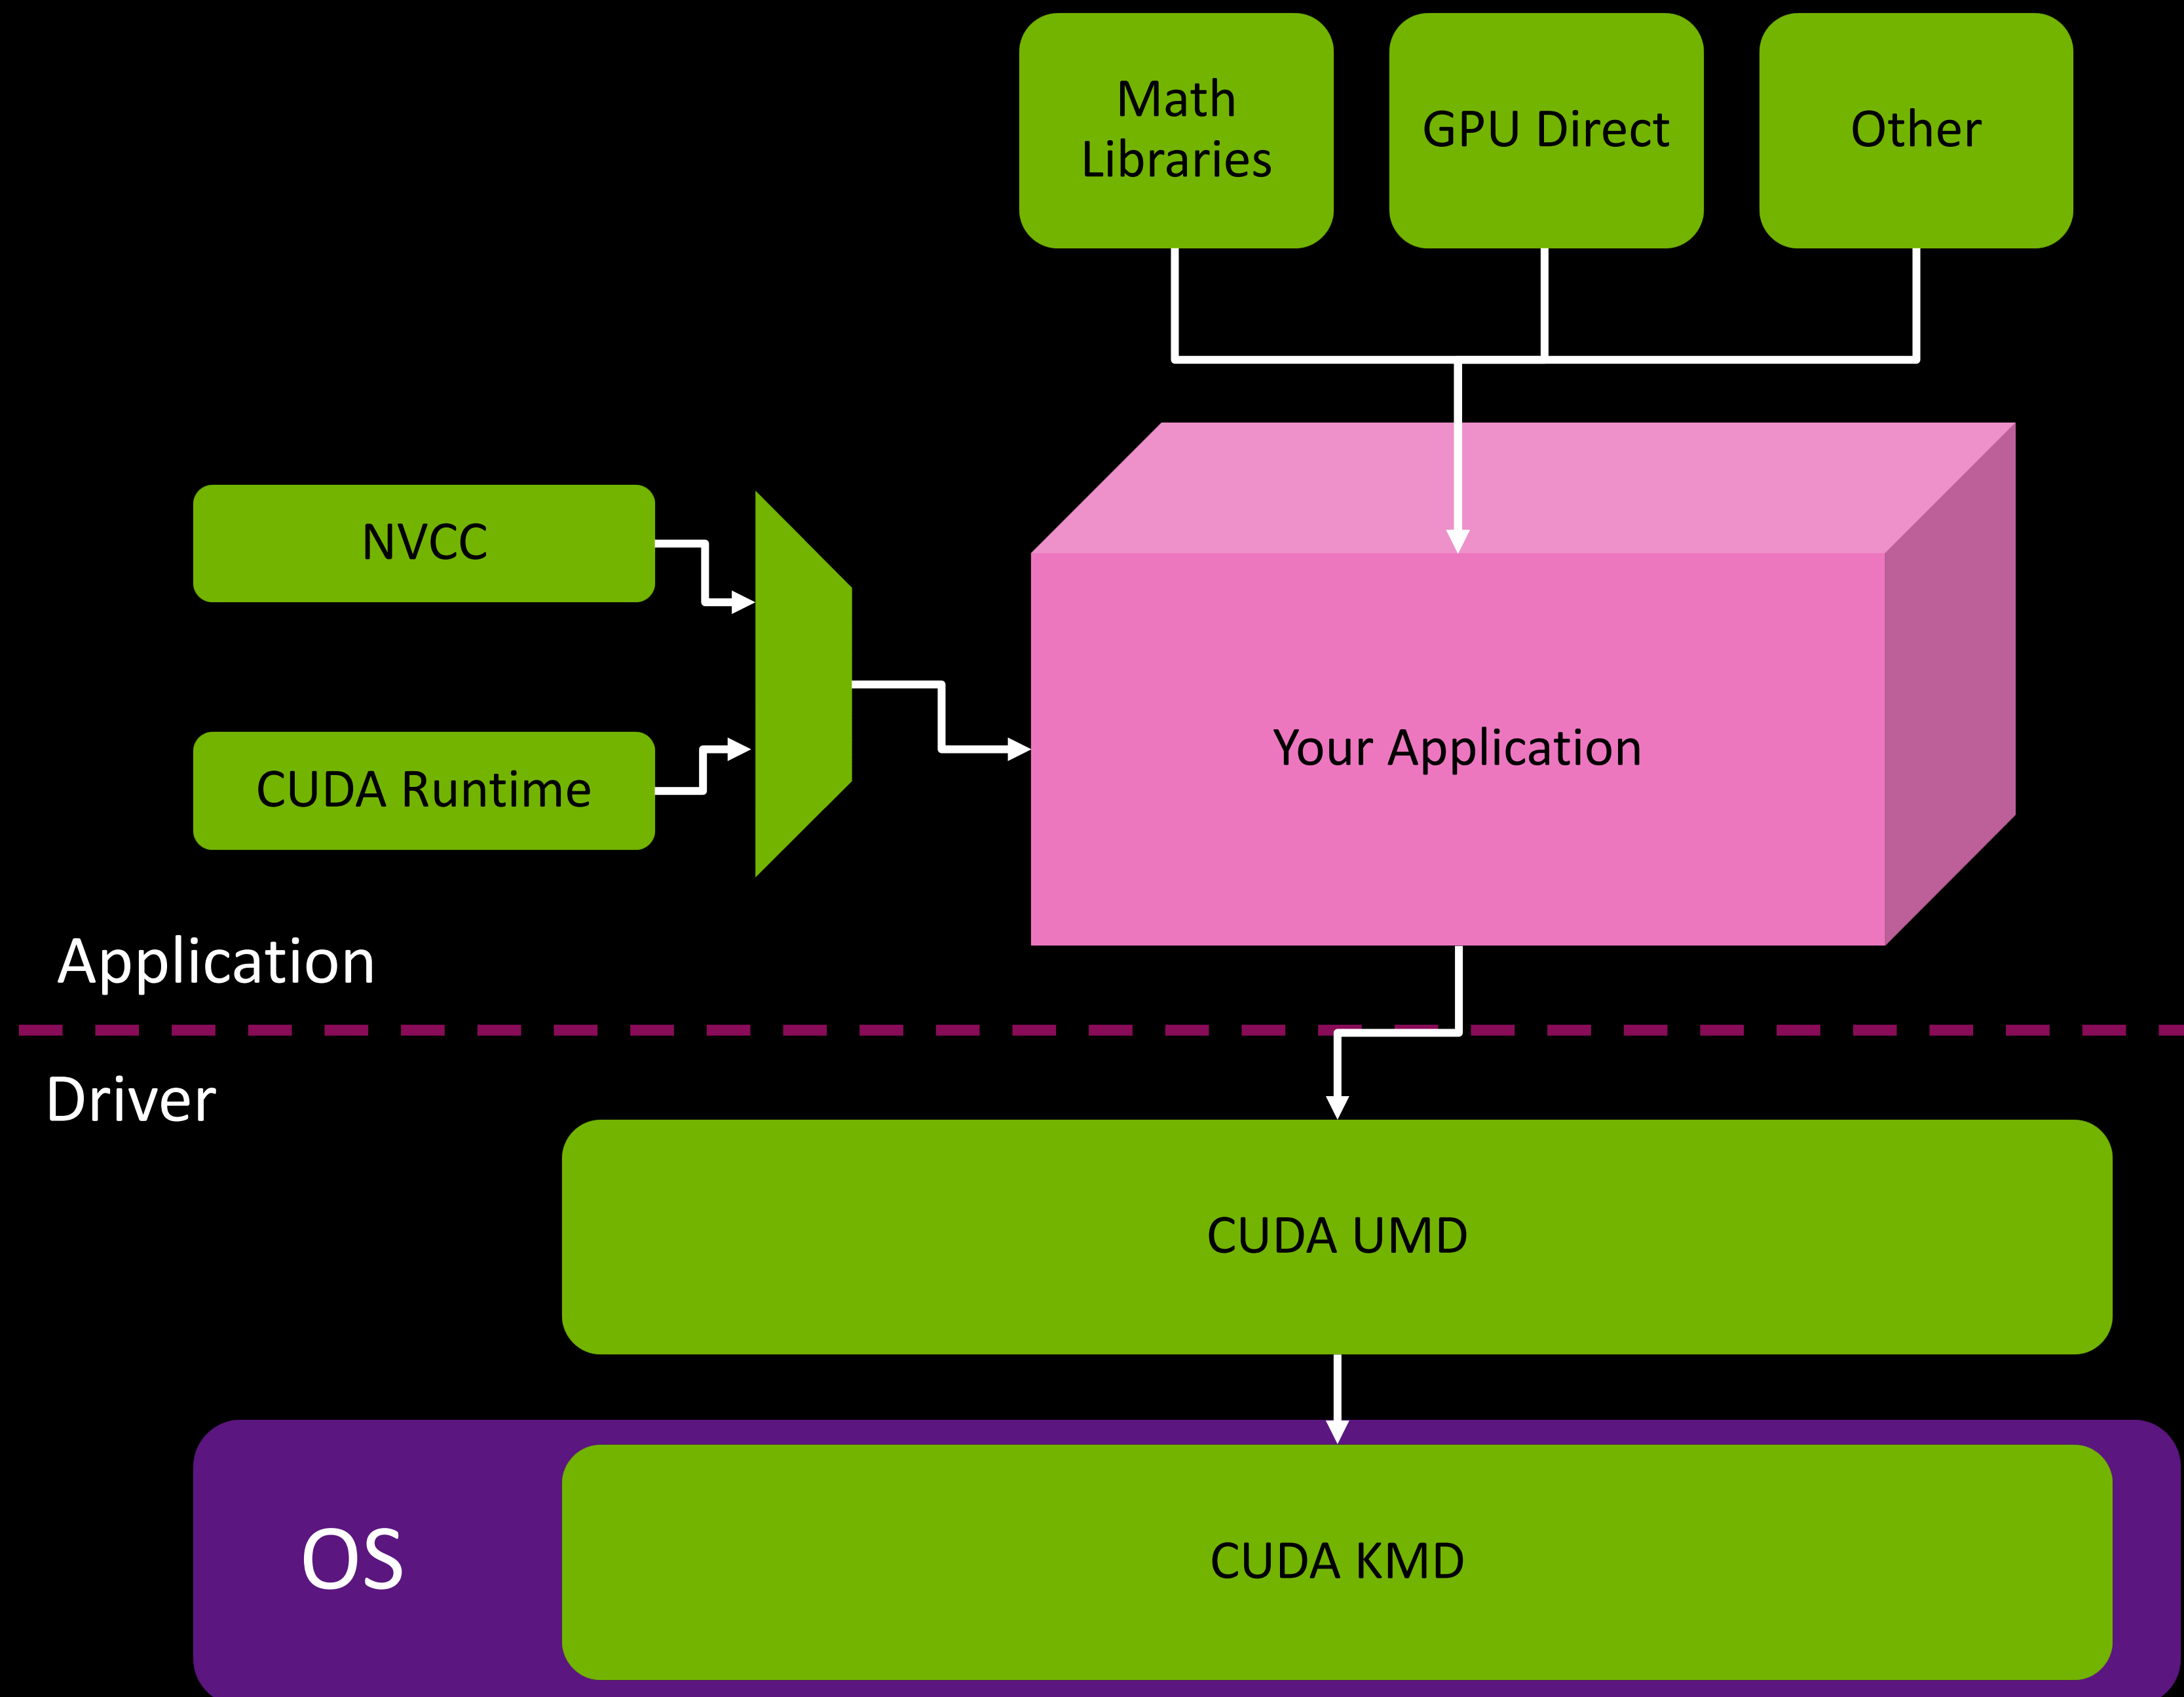 Math
Libraries
GPU Direct
Other
NVCC
CUDA Runtime
Your Application
Application
Driver
CUDA UMD
OS
CUDA KMD